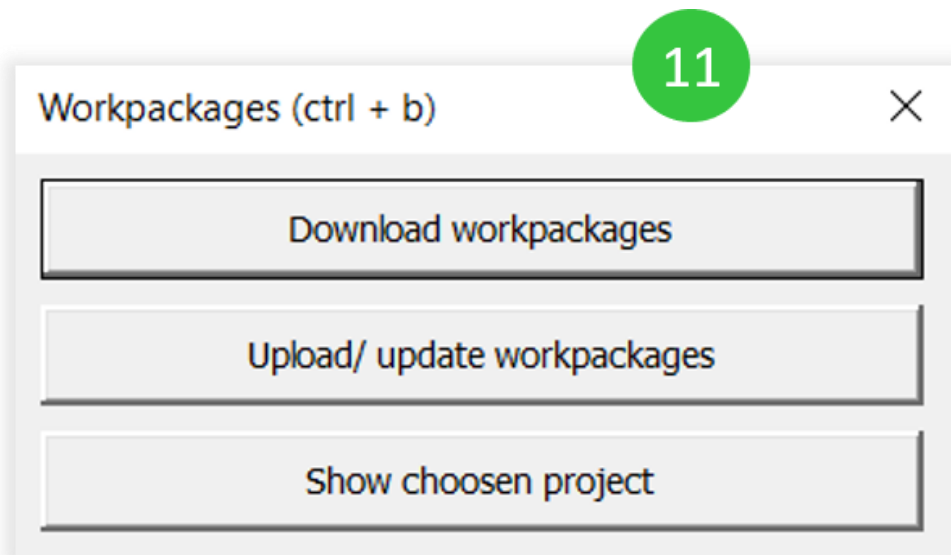 11
Workpackages (ctrl + b)
Download workpackages
Upload/ update workpackages
Show choosen project